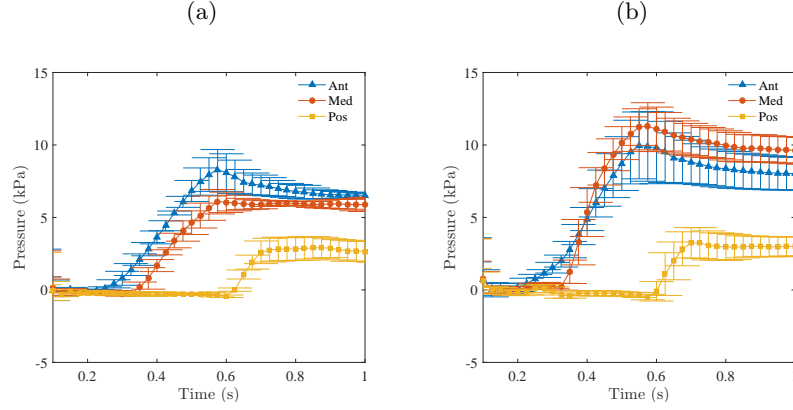 (a)
(b)
15
10
5
0
-5
Pressure (kPa)
0.2 0.4 0.6 0.8 1
Time (s)
Ant
Med
Pos
15
10
5
0
-5
Pressure (kPa)
0.2 0.4 0.6 0.8
Time (s)
Ant
Med
Pos